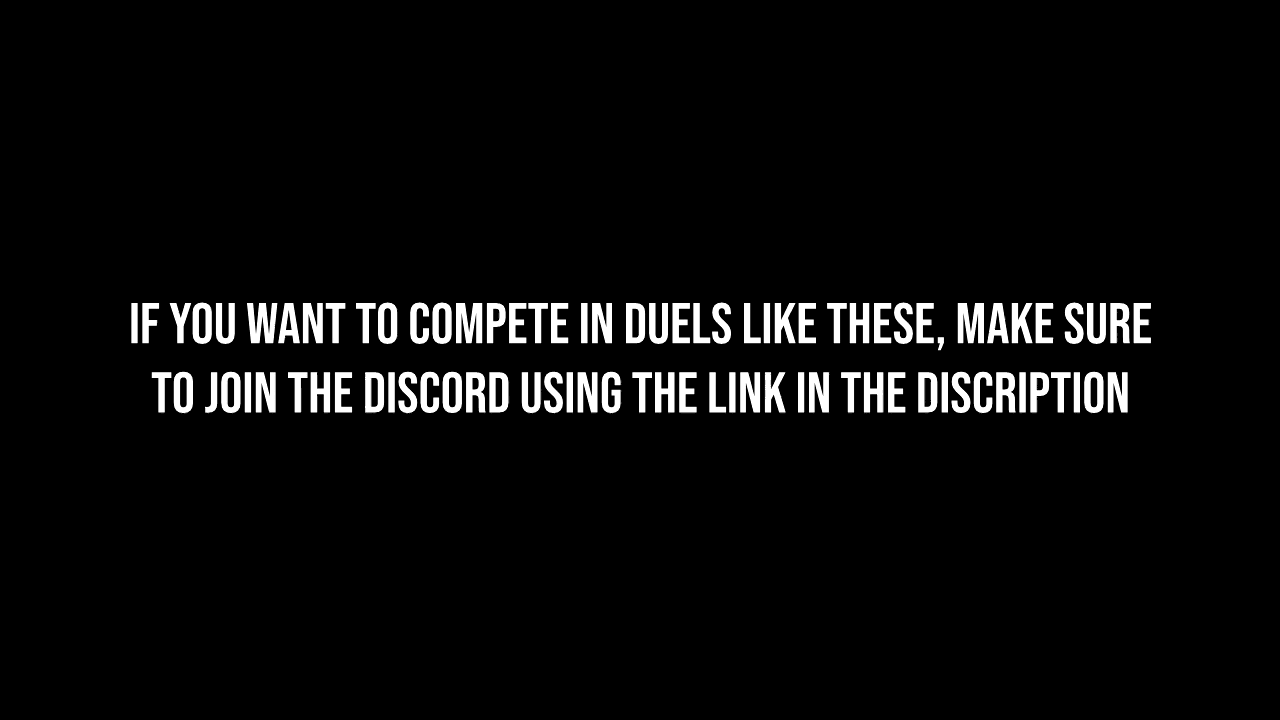 IF YOU WANT TO COMPETE IN DUELS LIKE THESE, MAKE SURE
TO JOIN THE DISCORD USING THE LINK IN THE DISCRIPTION